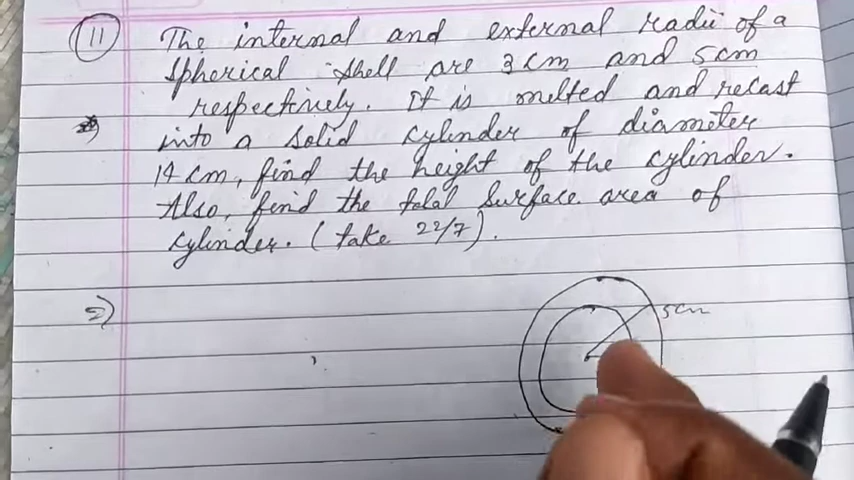 11
The internal and external radii of a
spherical shell are 3 cm and 5cm
respectively. It is melted and recast
into a solid cylinder of diameter
14 cm, find the height of the cylinder.
Also, find the total surface area of
cylinder. (take 22/7).
5cm